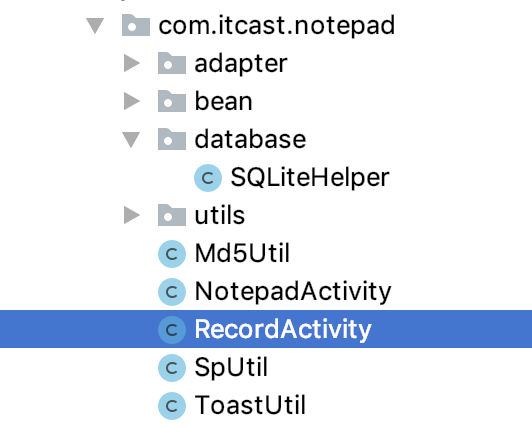 com.itcast.notepad
adapter
bean
database
C SQLiteHelper
utils
C Md5Util
C NotepadActivity
C RecordActivity
C SpUtil
C ToastUtil